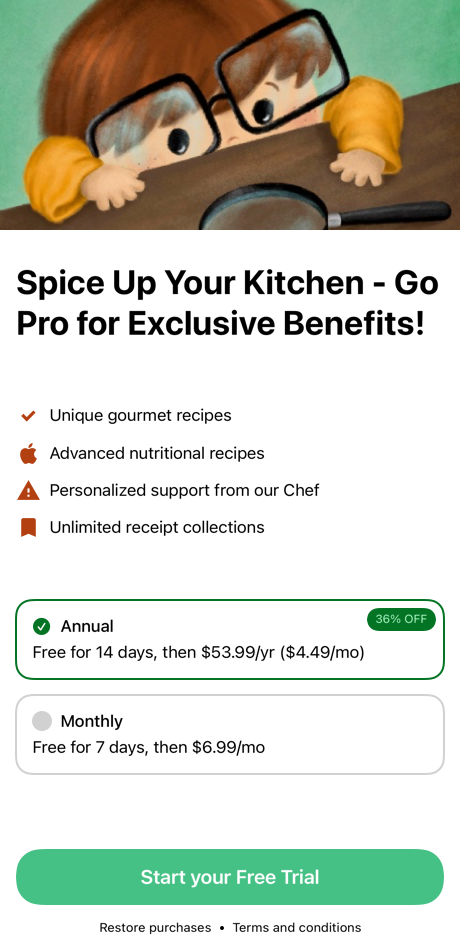 Spice Up Your Kitchen - Go
Pro for Exclusive Benefits!
Unique gourmet recipes
Advanced nutritional recipes
Personalized support from our Chef
Unlimited receipt collections
36% OFF
Annual
Free for 14 days, then $53.99/yr ($4.49/mo)
Monthly
Free for 7 days, then $6.99/mo
Start your Free Trial
Restore purchases • Terms and conditions